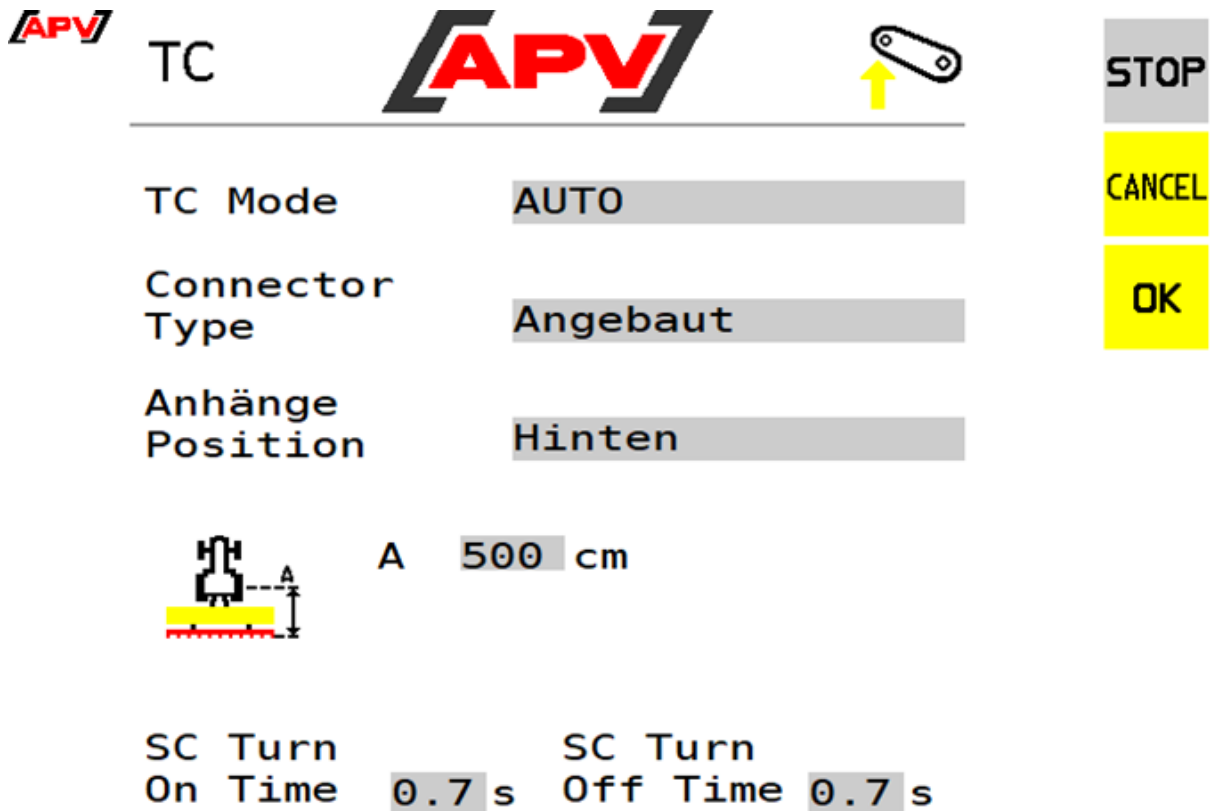 APV
TC
APV
STOP
TC Mode AUTO
CANCEL
Connector
Type Angebaut
OK
Anhänge
Position Hinten
A
A 500 cm
SC Turn SC Turn
On Time 0.7 s Off Time 0.7 s